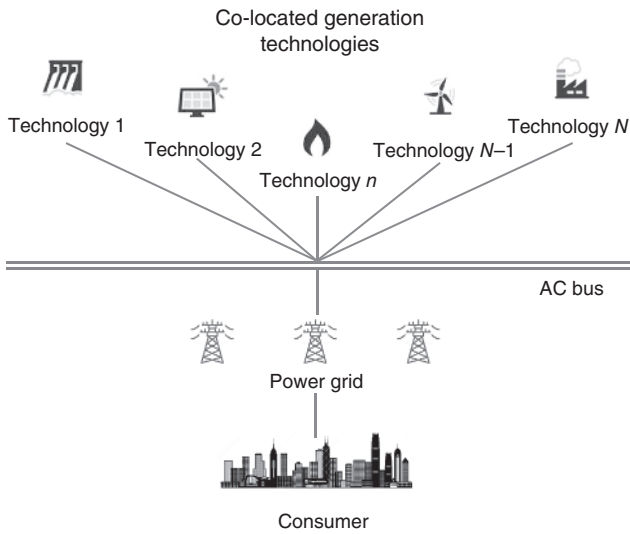 Co-located generation
technologies
Technology 1
Technology 2
Technology n
Technology N–1
Technology N
AC bus
Power grid
Consumer